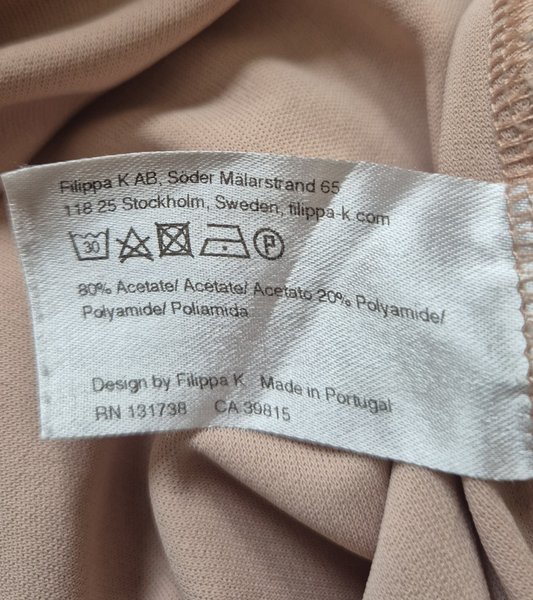 Filippa K AB, Söder Mälarstrand 65
118 25 Stockholm, Sweden, filippa-k.com
30 P
80% Acetate/ Acetate/ Acetato 20% Polyamide/
Polyamide/ Poliamida
Design by Filippa K Made in Portugal
RN 131738 CA 39815